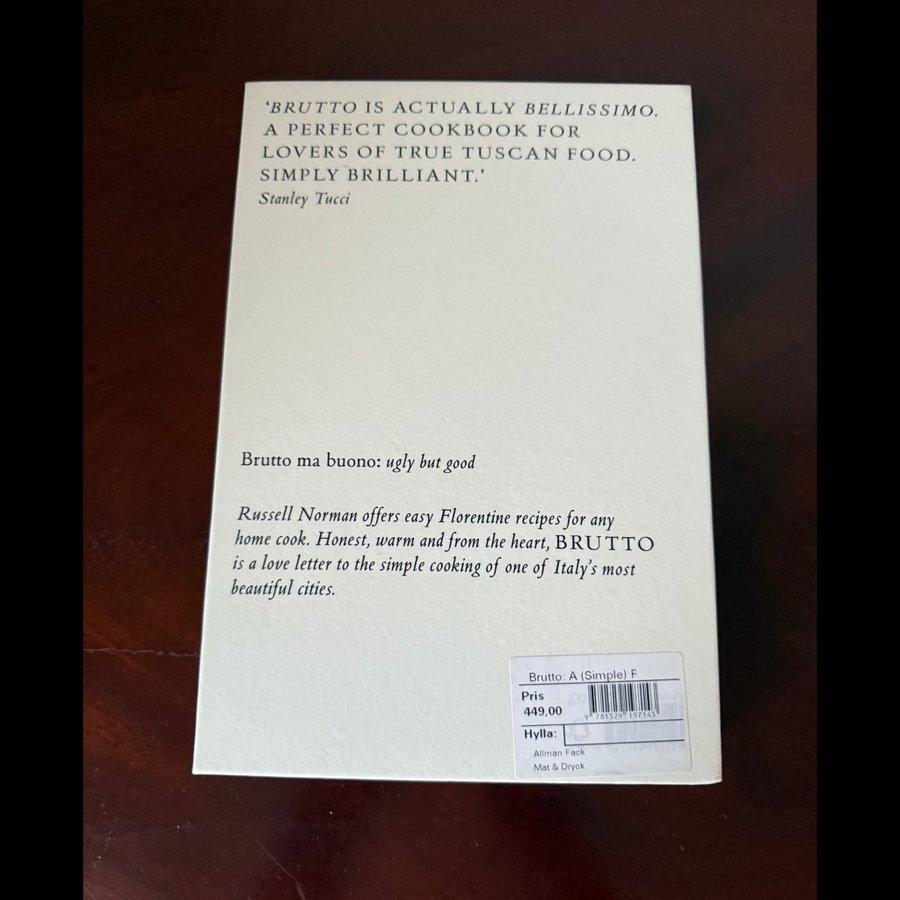 ‘BRUTTO IS ACTUALLY BELLISSIMO.
A PERFECT COOKBOOK FOR
LOVERS OF TRUE TUSCAN FOOD.
SIMPLY BRILLIANT.’
Stanley Tucci
Brutto ma buono: ugly but good
Russell Norman offers easy Florentine recipes for any
home cook. Honest, warm and from the heart, BRUTTO
is a love letter to the simple cooking of one of Italy’s most
beautiful cities.
Brutto: A (Simple) F
Pris
449,00
9 781529 197143
Hylla:
Allmän Fack
Mat & Dryck